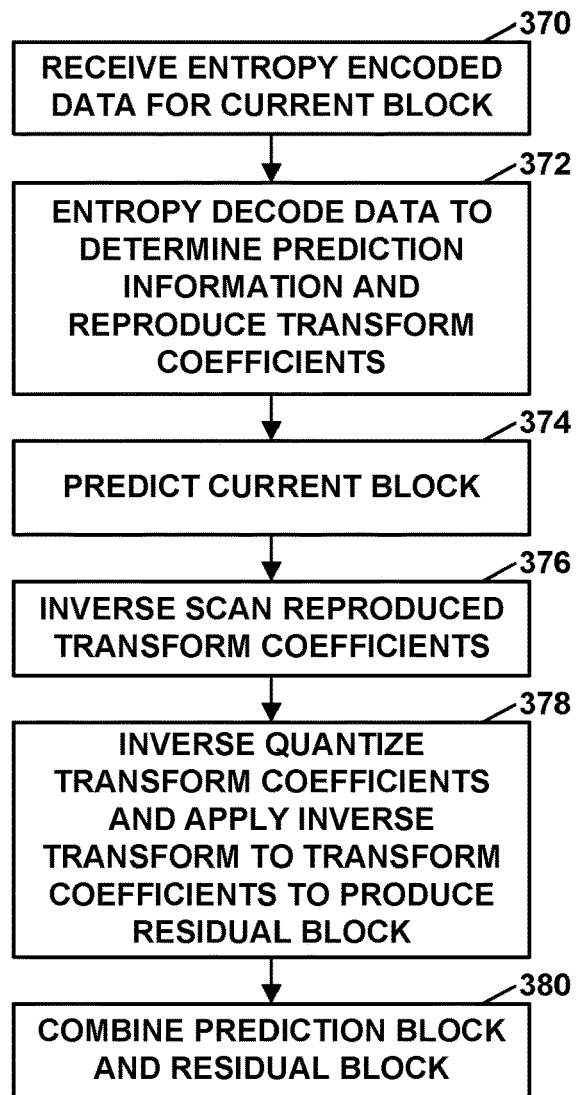 370
RECEIVE ENTROPY ENCODED
DATA FOR CURRENT BLOCK
372
ENTROPY DECODE DATA TO
DETERMINE PREDICTION
INFORMATION AND
REPRODUCE TRANSFORM
COEFFICIENTS
374
PREDICT CURRENT BLOCK
376
INVERSE SCAN REPRODUCED
TRANSFORM COEFFICIENTS
378
INVERSE QUANTIZE
TRANSFORM COEFFICIENTS
AND APPLY INVERSE
TRANSFORM TO TRANSFORM
COEFFICIENTS TO PRODUCE
RESIDUAL BLOCK
380
COMBINE PREDICTION BLOCK
AND RESIDUAL BLOCK